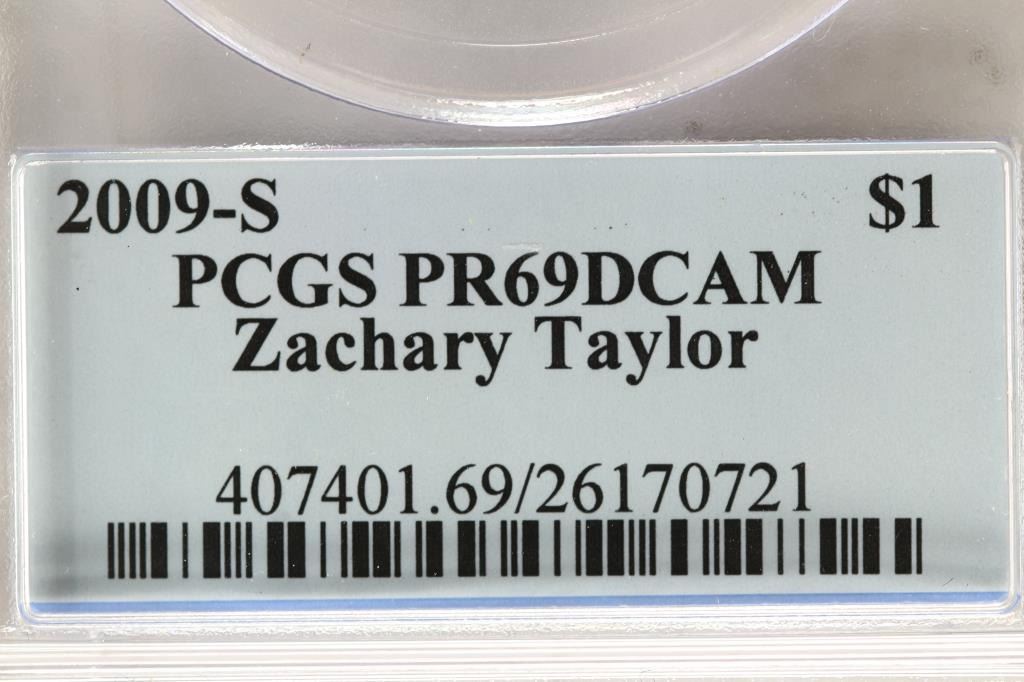 2009-S $1
PCGS PR69DCAM
Zachary Taylor
407401.69/26170721